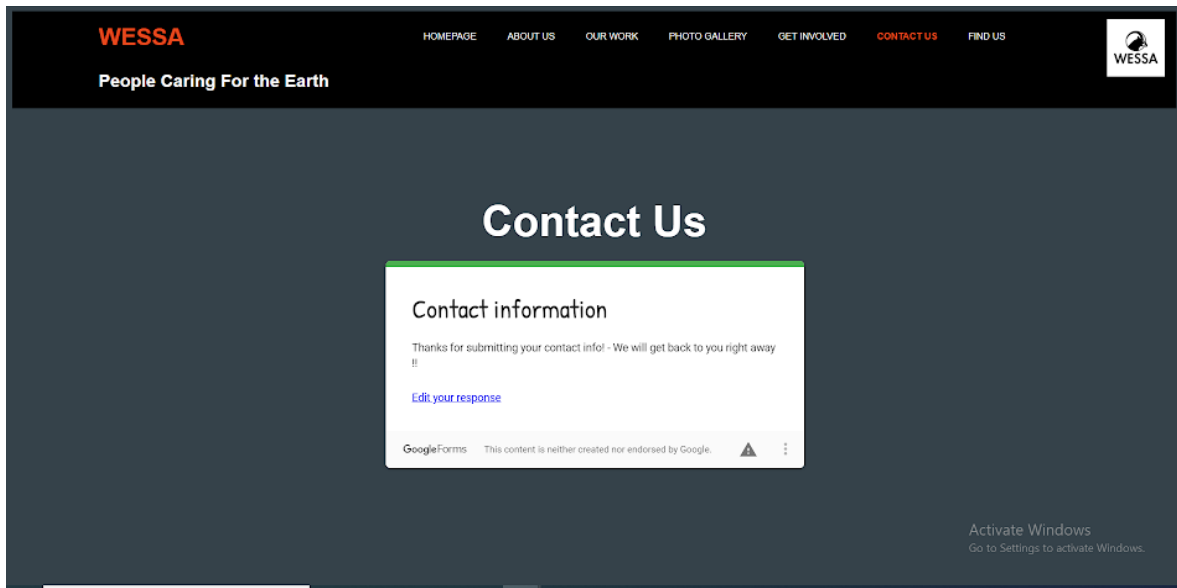 WESSA
HOMEPAGE ABOUT US OUR WORK PHOTO GALLERY GET INVOLVED CONTACT US FIND US
WESSA
People Caring For the Earth
Contact Us
Contact information
Thanks for submitting your contact info! - We will get back to you right away
!!
Edit your response
GoogleForms This content is neither created nor endorsed by Google.
Activate Windows
Go to Settings to activate Windows.